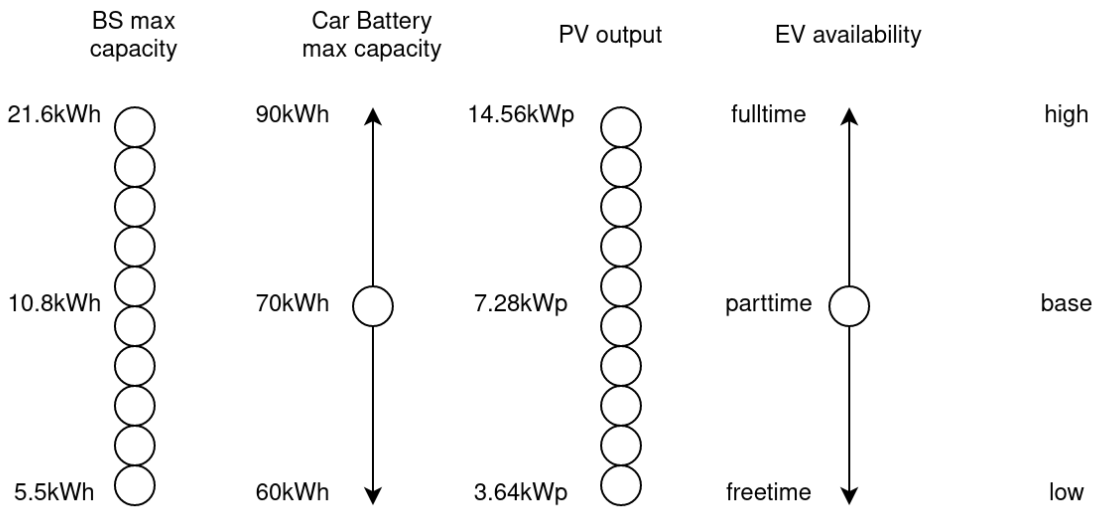 BS max
capacity
Car Battery
max capacity
PV output
EV availability
21.6kWh
90kWh
14.56kWp
fulltime
high
10.8kWh
70kWh
7.28kWp
parttime
base
5.5kWh
60kWh
3.64kWp
freetime
low